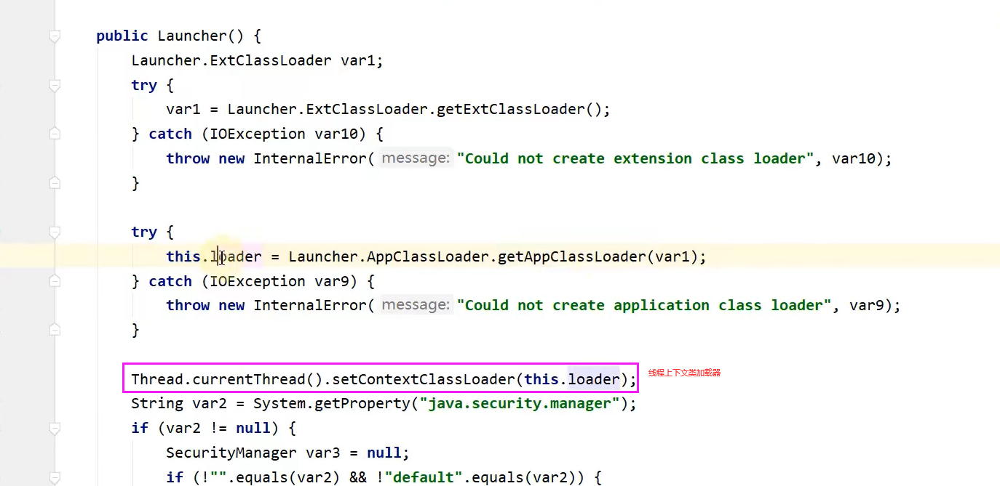 public Launcher() {
Launcher.ExtClassLoader var1;
try {
var1 = Launcher.ExtClassLoader.getExtClassLoader();
} catch (IOException var10) {
throw new InternalError( message: "Could not create extension class loader", var10);
}
try {
this.loader = Launcher.AppClassLoader.getAppClassLoader(var1);
} catch (IOException var9) {
throw new InternalError( message: "Could not create application class loader", var9);
}
Thread.currentThread().setContextClassLoader(this.loader); 线程上下文类加载器
String var2 = System.getProperty("java.security.manager");
if (var2 != null) {
SecurityManager var3 = null;
if (!"".equals(var2) && !"default".equals(var2)) {